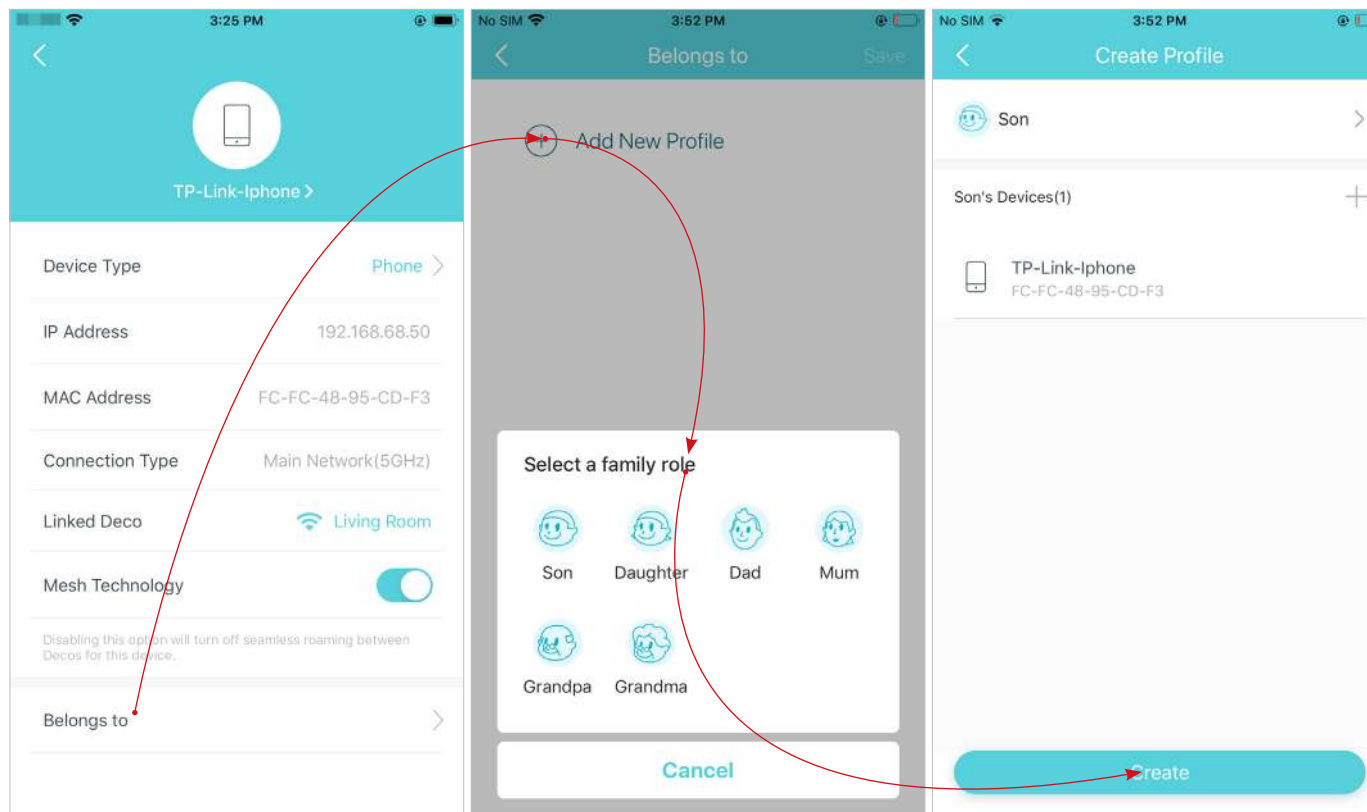 3:25 PM
TP-Link-Iphone >
Device Type
Phone >
IP Address
192.168.68.50
MAC Address
FC-FC-48-95-CD-F3
Connection Type
Main Network(5GHz)
Linked Deco
Living Room
Mesh Technology
Disabling this option will turn off seamless roaming between
Decos for this device.
Belongs to
No SIM
3:52 PM
Belongs to
Save
Add New Profile
Select a family role
Son
Daughter
Dad
Mum
Grandpa
Grandma
Cancel
No SIM
3:52 PM
Create Profile
Son
Son's Devices(1)
TP-Link-Iphone
FC-FC-48-95-CD-F3
Create